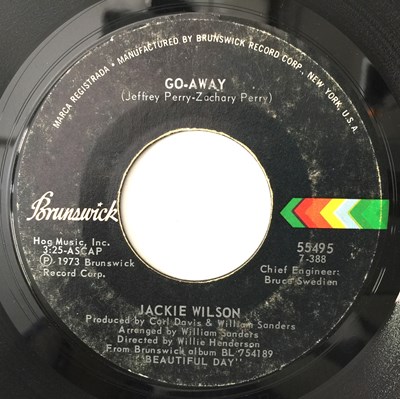 MARCA REGISTRADA · MANUFACTURED BY BRUNSWICK RECORD CORP., NEW YORK, U.S.A.
GO-AWAY
(Jeffrey Perry-Zachary Perry)
Brunswick
Hog Music, Inc.
3:25-ASCAP
Ⓟ 1973 Brunswick
Record Corp.
55495
7-388
Chief Engineer:
Bruce Swedien
JACKIE WILSON
Produced by Carl Davis & William Sanders
Arranged by William Sanders
Directed by Willie Henderson
From Brunswick album BL 754189
"BEAUTIFUL DAY"